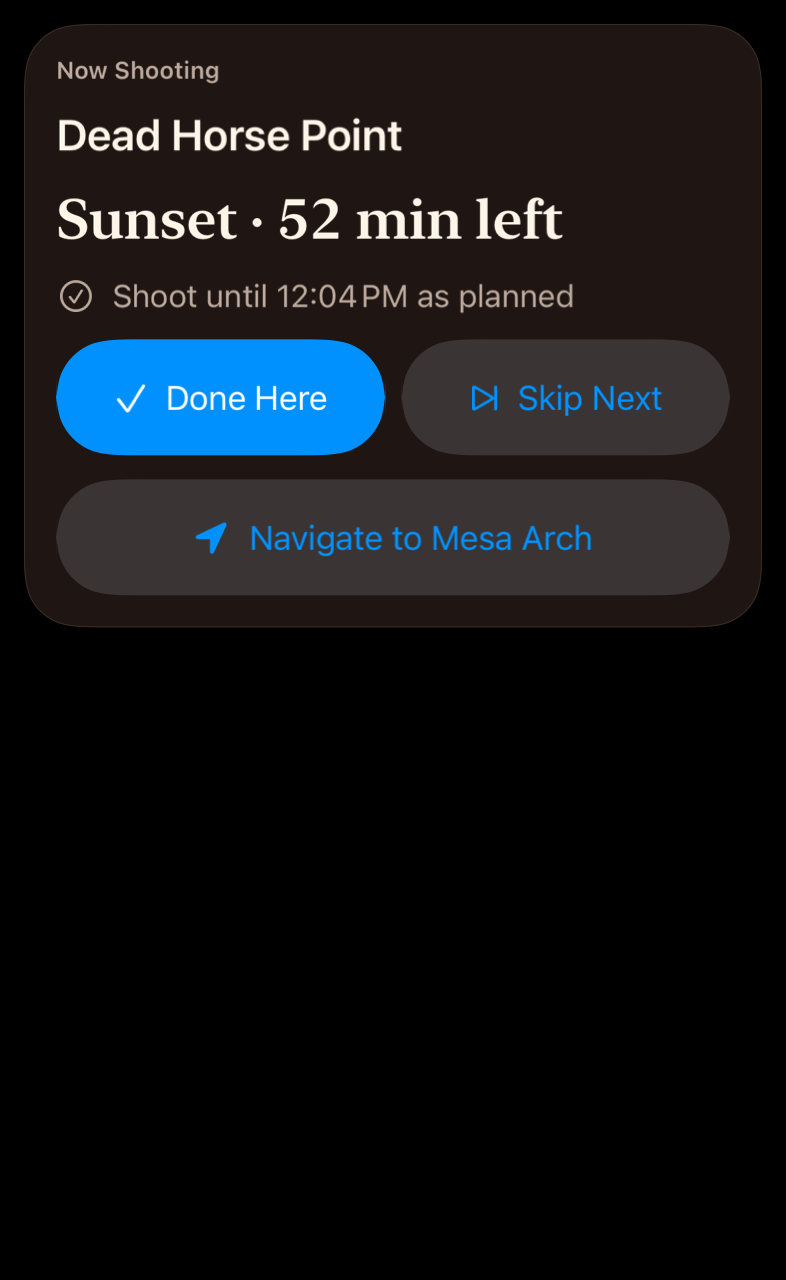 Now Shooting
Dead Horse Point
Sunset · 52 min left
Shoot until 12:04 PM as planned
Done Here
Skip Next
Navigate to Mesa Arch